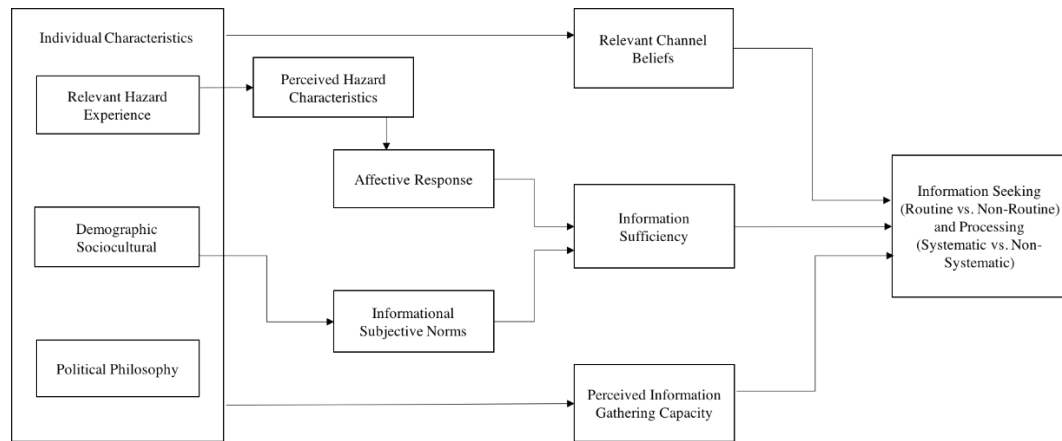 Individual Characteristics
Relevant Hazard
Experience
Demographic
Sociocultural
Political Philosophy
Perceived Hazard
Characteristics
Affective Response
Informational
Subjective Norms
Relevant Channel
Beliefs
Information
Sufficiency
Perceived Information
Gathering Capacity
Information Seeking
(Routine vs. Non-Routine)
and Processing
(Systematic vs. Non-
Systematic)